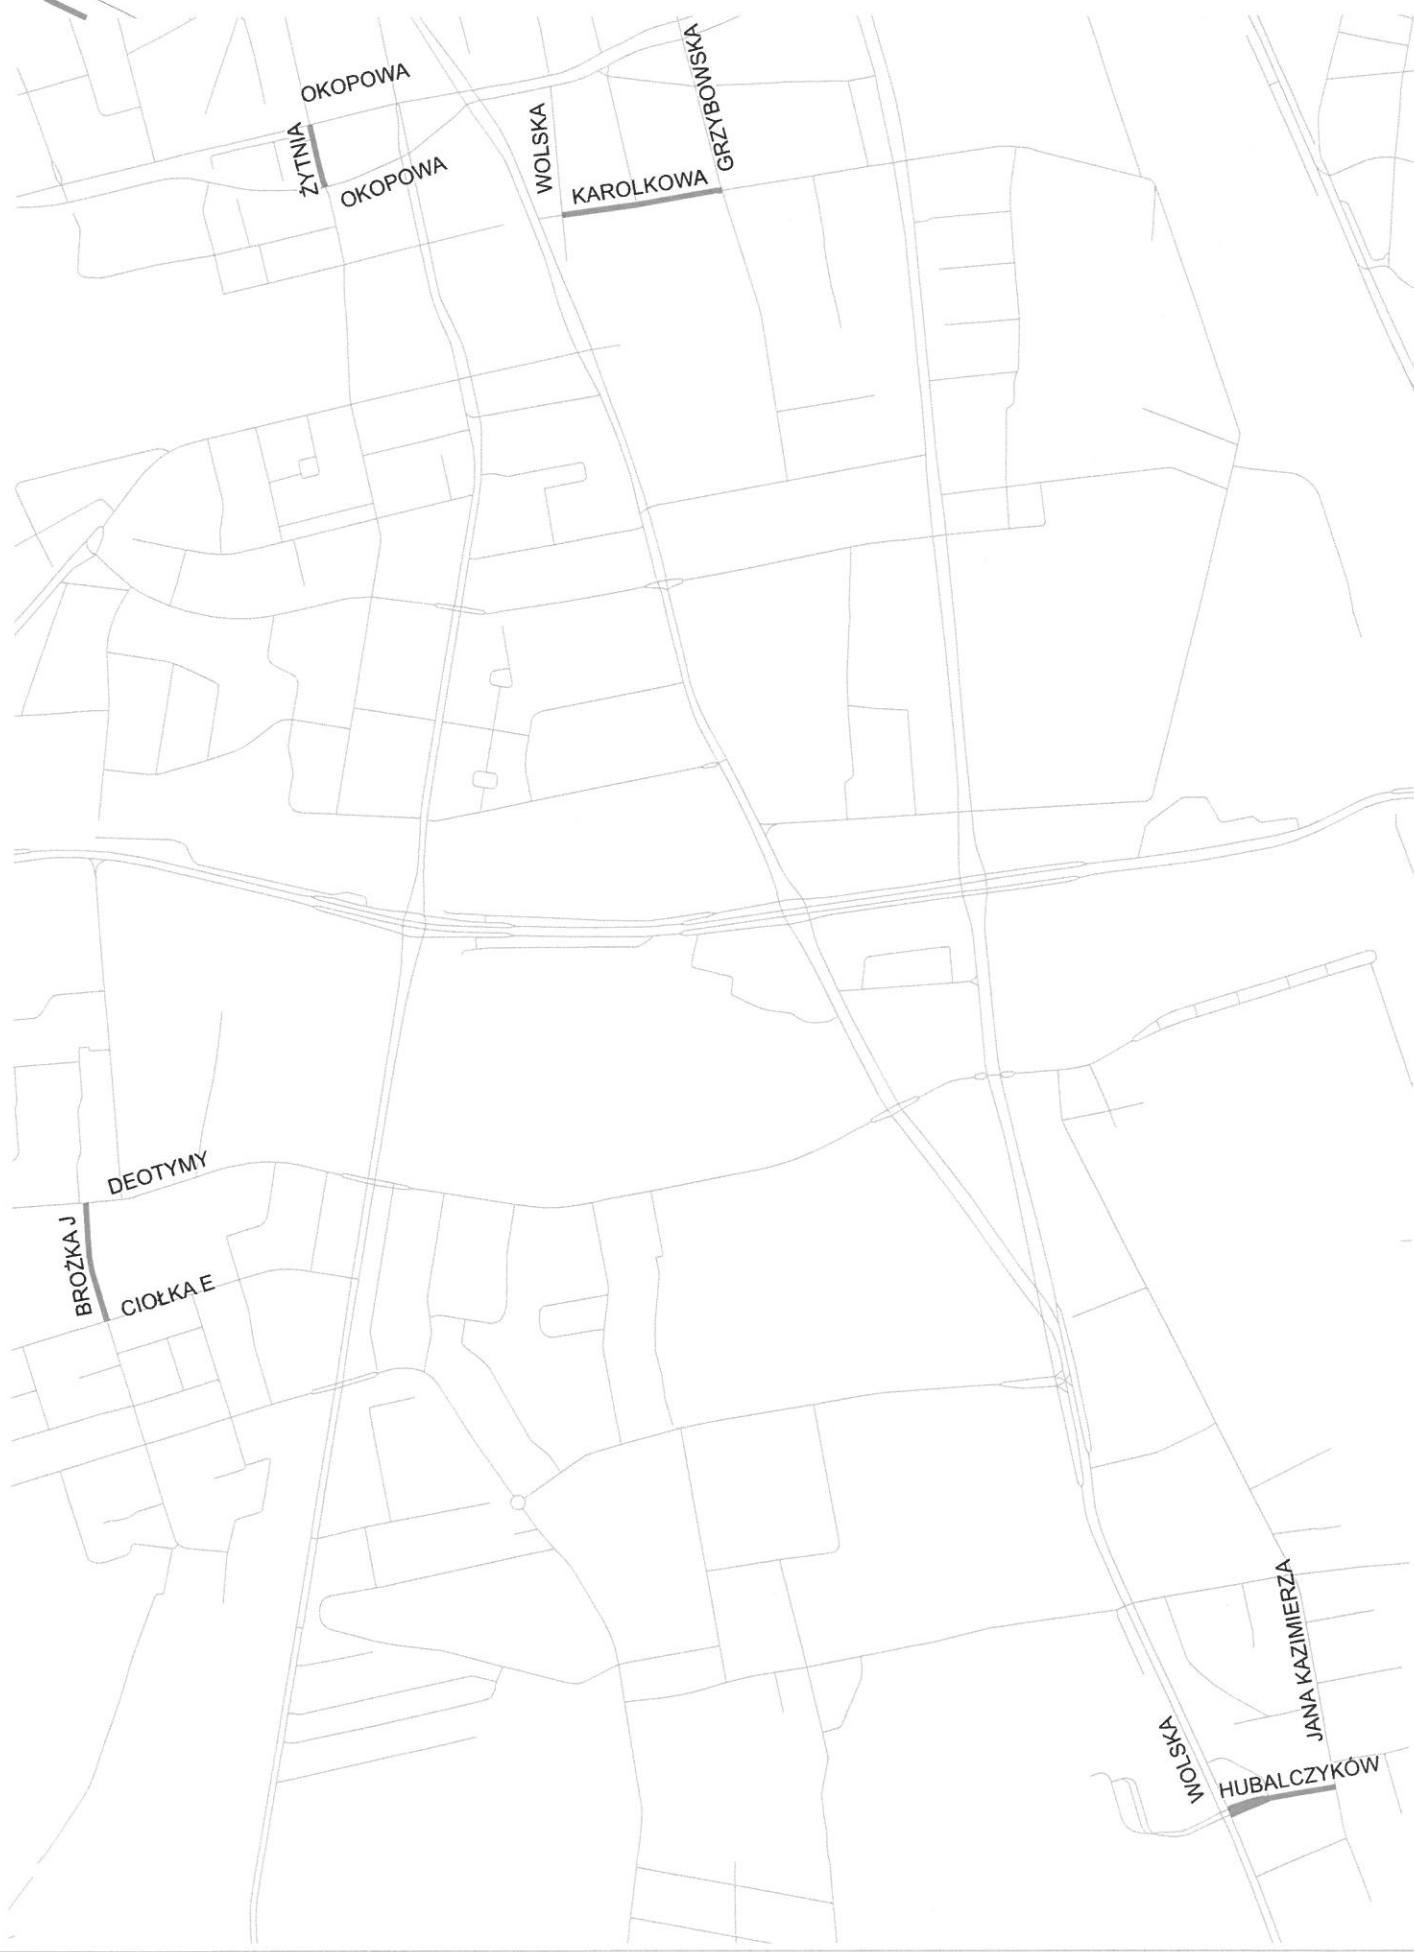 OKOPOWA
ŻYTNIA
OKOPOWA
WOLSKA
KAROLKOWA
GRZYBOWSKA
DEOTYMY
BROŻKA J
CIOŁKA E
JANA KAZIMIERZA
WOLSKA
HUBALCZYKÓW